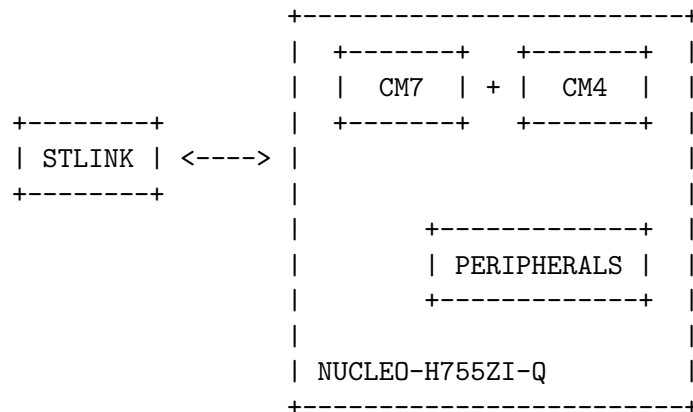 CM7 + CM4
STLINK <---->
PERIPHERALS
NUCLEO-H755ZI-Q